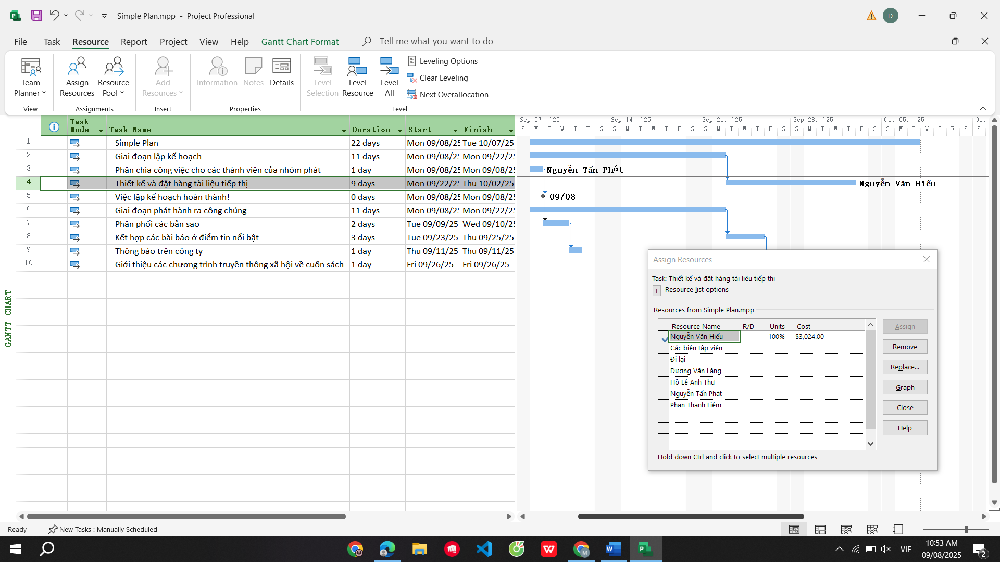 Simple Plan.mpp - Project Professional
D
File Task Resource Report Project View Help Gantt Chart Format Tell me what you want to do
Team Planner
Assign Resources
Resource Pool
Add Resources
Information
Notes
Details
Level Selection
Level Resource
Level All
Leveling Options
Clear Leveling
Next Overallocation
View Assignments Insert Properties Level
Task Mode Task Name Duration Start Finish
1 Simple Plan 22 days Mon 09/08/25 Tue 10/07/25
2 Giai đoạn lập kế hoạch 11 days Mon 09/08/25 Mon 09/22/25
3 Phân chia công việc cho các thành viên của nhóm phát 1 day Mon 09/08/25 Mon 09/08/25
4 Thiết kế và đặt hàng tài liệu tiếp thị 9 days Mon 09/22/25 Thu 10/02/25
5 Việc lập kế hoạch hoàn thành! 0 days Mon 09/08/25 Mon 09/08/25
6 Giai đoạn phát hành ra công chúng 11 days Mon 09/08/25 Mon 09/22/25
7 Phân phối các bản sao 2 days Tue 09/09/25 Wed 09/10/25
8 Kết hợp các bài báo ở điểm tin nổi bật 3 days Tue 09/23/25 Thu 09/25/25
9 Thông báo trên công ty 1 day Thu 09/11/25 Thu 09/11/25
10 Giới thiệu các chương trình truyền thông xã hội về cuốn sách 1 day Fri 09/26/25 Fri 09/26/25
GANTT CHART
Sep 07, '25 Sep 14, '25 Sep 21, '25 Sep 28, '25 Oct 05, '25 Oct
S M T W T F S S M T W T F S S M T W T F S S M T W T F S S M T W T F S S
Nguyễn Tấn Phát
Nguyễn Văn Hiếu
09/08
Assign Resources
Task: Thiết kế và đặt hàng tài liệu tiếp thị
+ Resource list options
Resources from Simple Plan.mpp
Resource Name R/D Units Cost
Nguyễn Văn Hiếu 100% $3,024.00
Các biên tập viên
Đi lại
Dương Văn Lăng
Hồ Lê Anh Thư
Nguyễn Tấn Phát
Phan Thanh Liêm
Assign
Remove
Replace...
Graph
Close
Help
Hold down Ctrl and click to select multiple resources
Ready New Tasks : Manually Scheduled
VIE
10:53 AM
09/08/2025
2